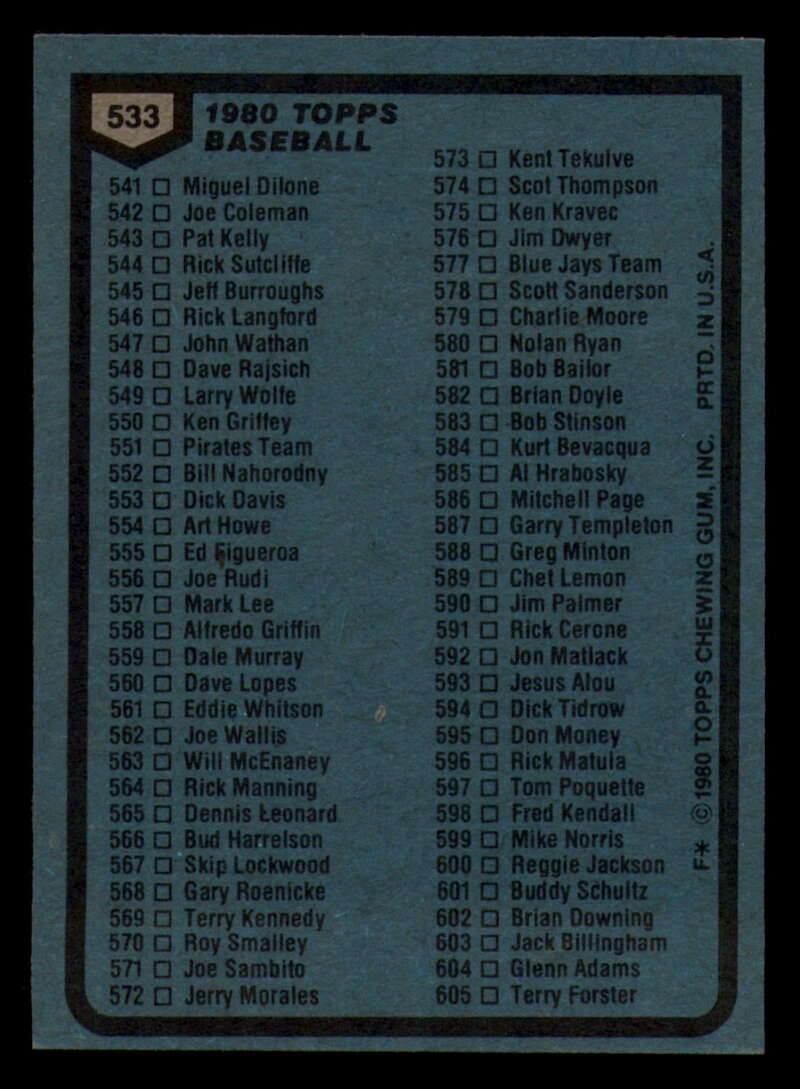 533
1980 TOPPS
BASEBALL
541 Miguel Dilone
542 Joe Coleman
543 Pat Kelly
544 Rick Sutcliffe
545 Jeff Burroughs
546 Rick Langford
547 John Wathan
548 Dave Rajsich
549 Larry Wolfe
550 Ken Griffey
551 Pirates Team
552 Bill Nahorodny
553 Dick Davis
554 Art Howe
555 Ed Figueroa
556 Joe Rudi
557 Mark Lee
558 Alfredo Griffin
559 Dale Murray
560 Dave Lopes
561 Eddie Whitson
562 Joe Wallis
563 Will McEnaney
564 Rick Manning
565 Dennis Leonard
566 Bud Harrelson
567 Skip Lockwood
568 Gary Roenicke
569 Terry Kennedy
570 Roy Smalley
571 Joe Sambito
572 Jerry Morales
573 Kent Tekulve
574 Scot Thompson
575 Ken Kravec
576 Jim Dwyer
577 Blue Jays Team
578 Scott Sanderson
579 Charlie Moore
580 Nolan Ryan
581 Bob Bailor
582 Brian Doyle
583 Bob Stinson
584 Kurt Bevacqua
585 Al Hrabosky
586 Mitchell Page
587 Garry Templeton
588 Greg Minton
589 Chet Lemon
590 Jim Palmer
591 Rick Cerone
592 Jon Matlack
593 Jesus Alou
594 Dick Tidrow
595 Don Money
596 Rick Matula
597 Tom Poquette
598 Fred Kendall
599 Mike Norris
600 Reggie Jackson
601 Buddy Schultz
602 Brian Downing
603 Jack Billingham
604 Glenn Adams
605 Terry Forster
F* © 1980 TOPPS CHEWING GUM, INC. PRTD. IN U.S.A.